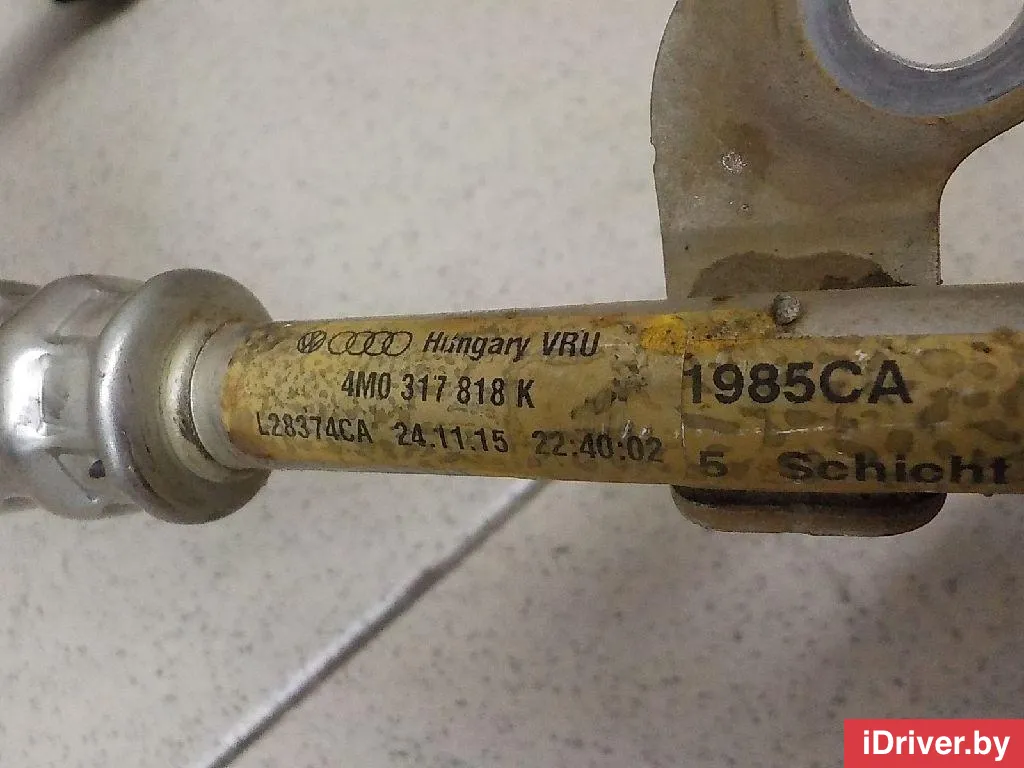 Hungary VRU
4M0 317 818 K
L28374CA 24.11.15 22:40:02
1985CA
5 Schicht
iDriver.by